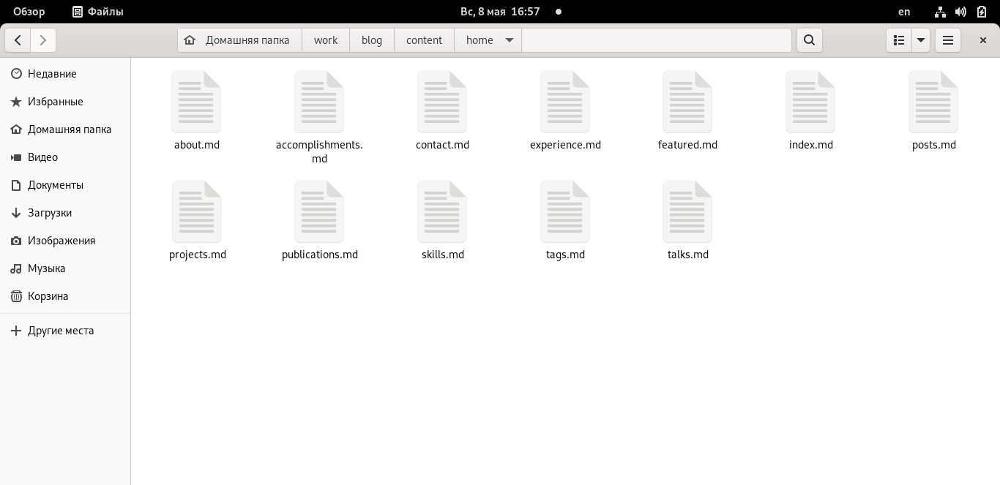 Обзор
Файлы
Вс, 8 мая 16:57
en
Домашняя папка
work
blog
content
home
Недавние
Избранные
Домашняя папка
Видео
Документы
Загрузки
Изображения
Музыка
Корзина
Другие места
about.md
accomplishments.
md
contact.md
experience.md
featured.md
index.md
posts.md
projects.md
publications.md
skills.md
tags.md
talks.md